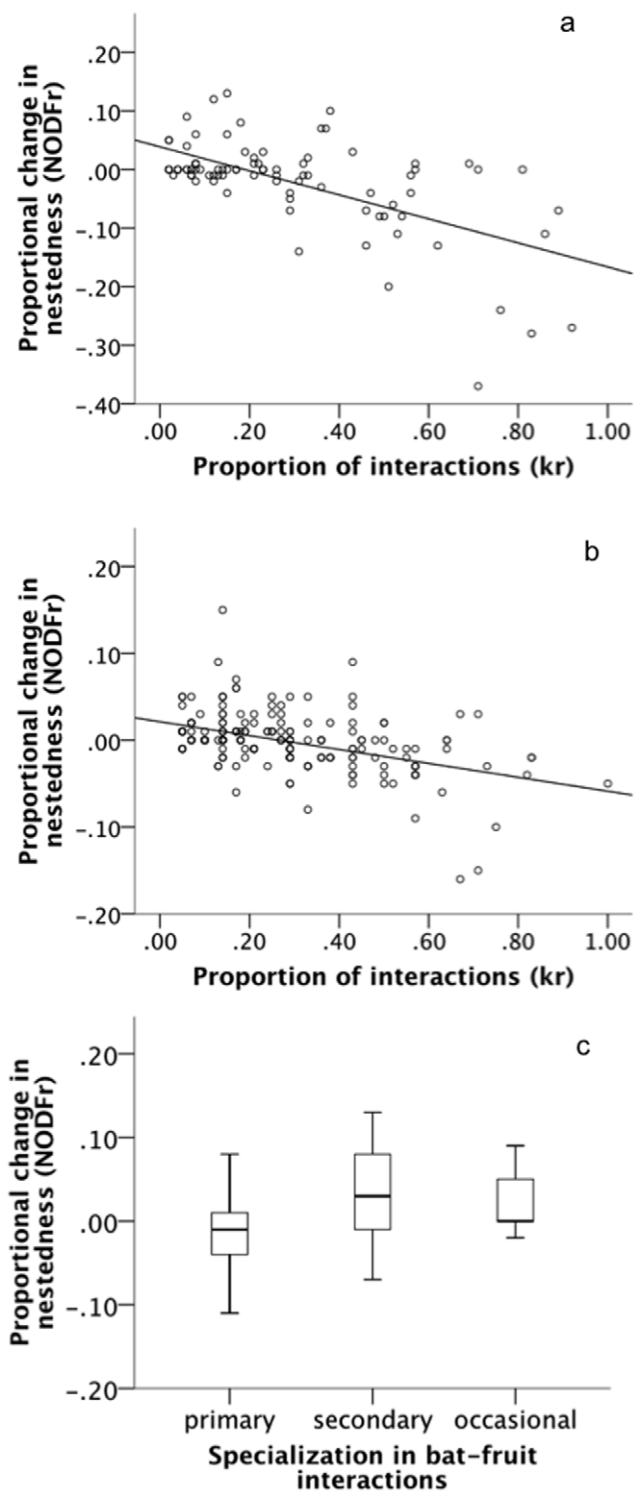 a
Proportional change in
nestedness (NODFr)
.20
.10
.00
-.10
-.20
-.30
-.40
.00 .20 .40 .60 .80 1.00
Proportion of interactions (kr)
b
Proportional change in
nestedness (NODFr)
.20
.10
.00
-.10
-.20
.00 .20 .40 .60 .80 1.00
Proportion of interactions (kr)
c
Proportional change in
nestedness (NODFr)
.20
.10
.00
-.10
-.20
primary secondary occasional
Specialization in bat-fruit
interactions